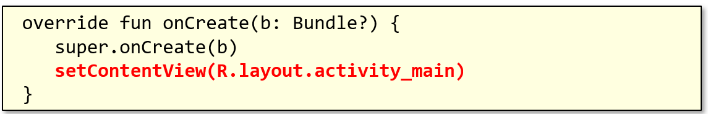 override fun onCreate(b: Bundle?) {
super.onCreate(b)
setContentView(R.layout.activity_main)
}